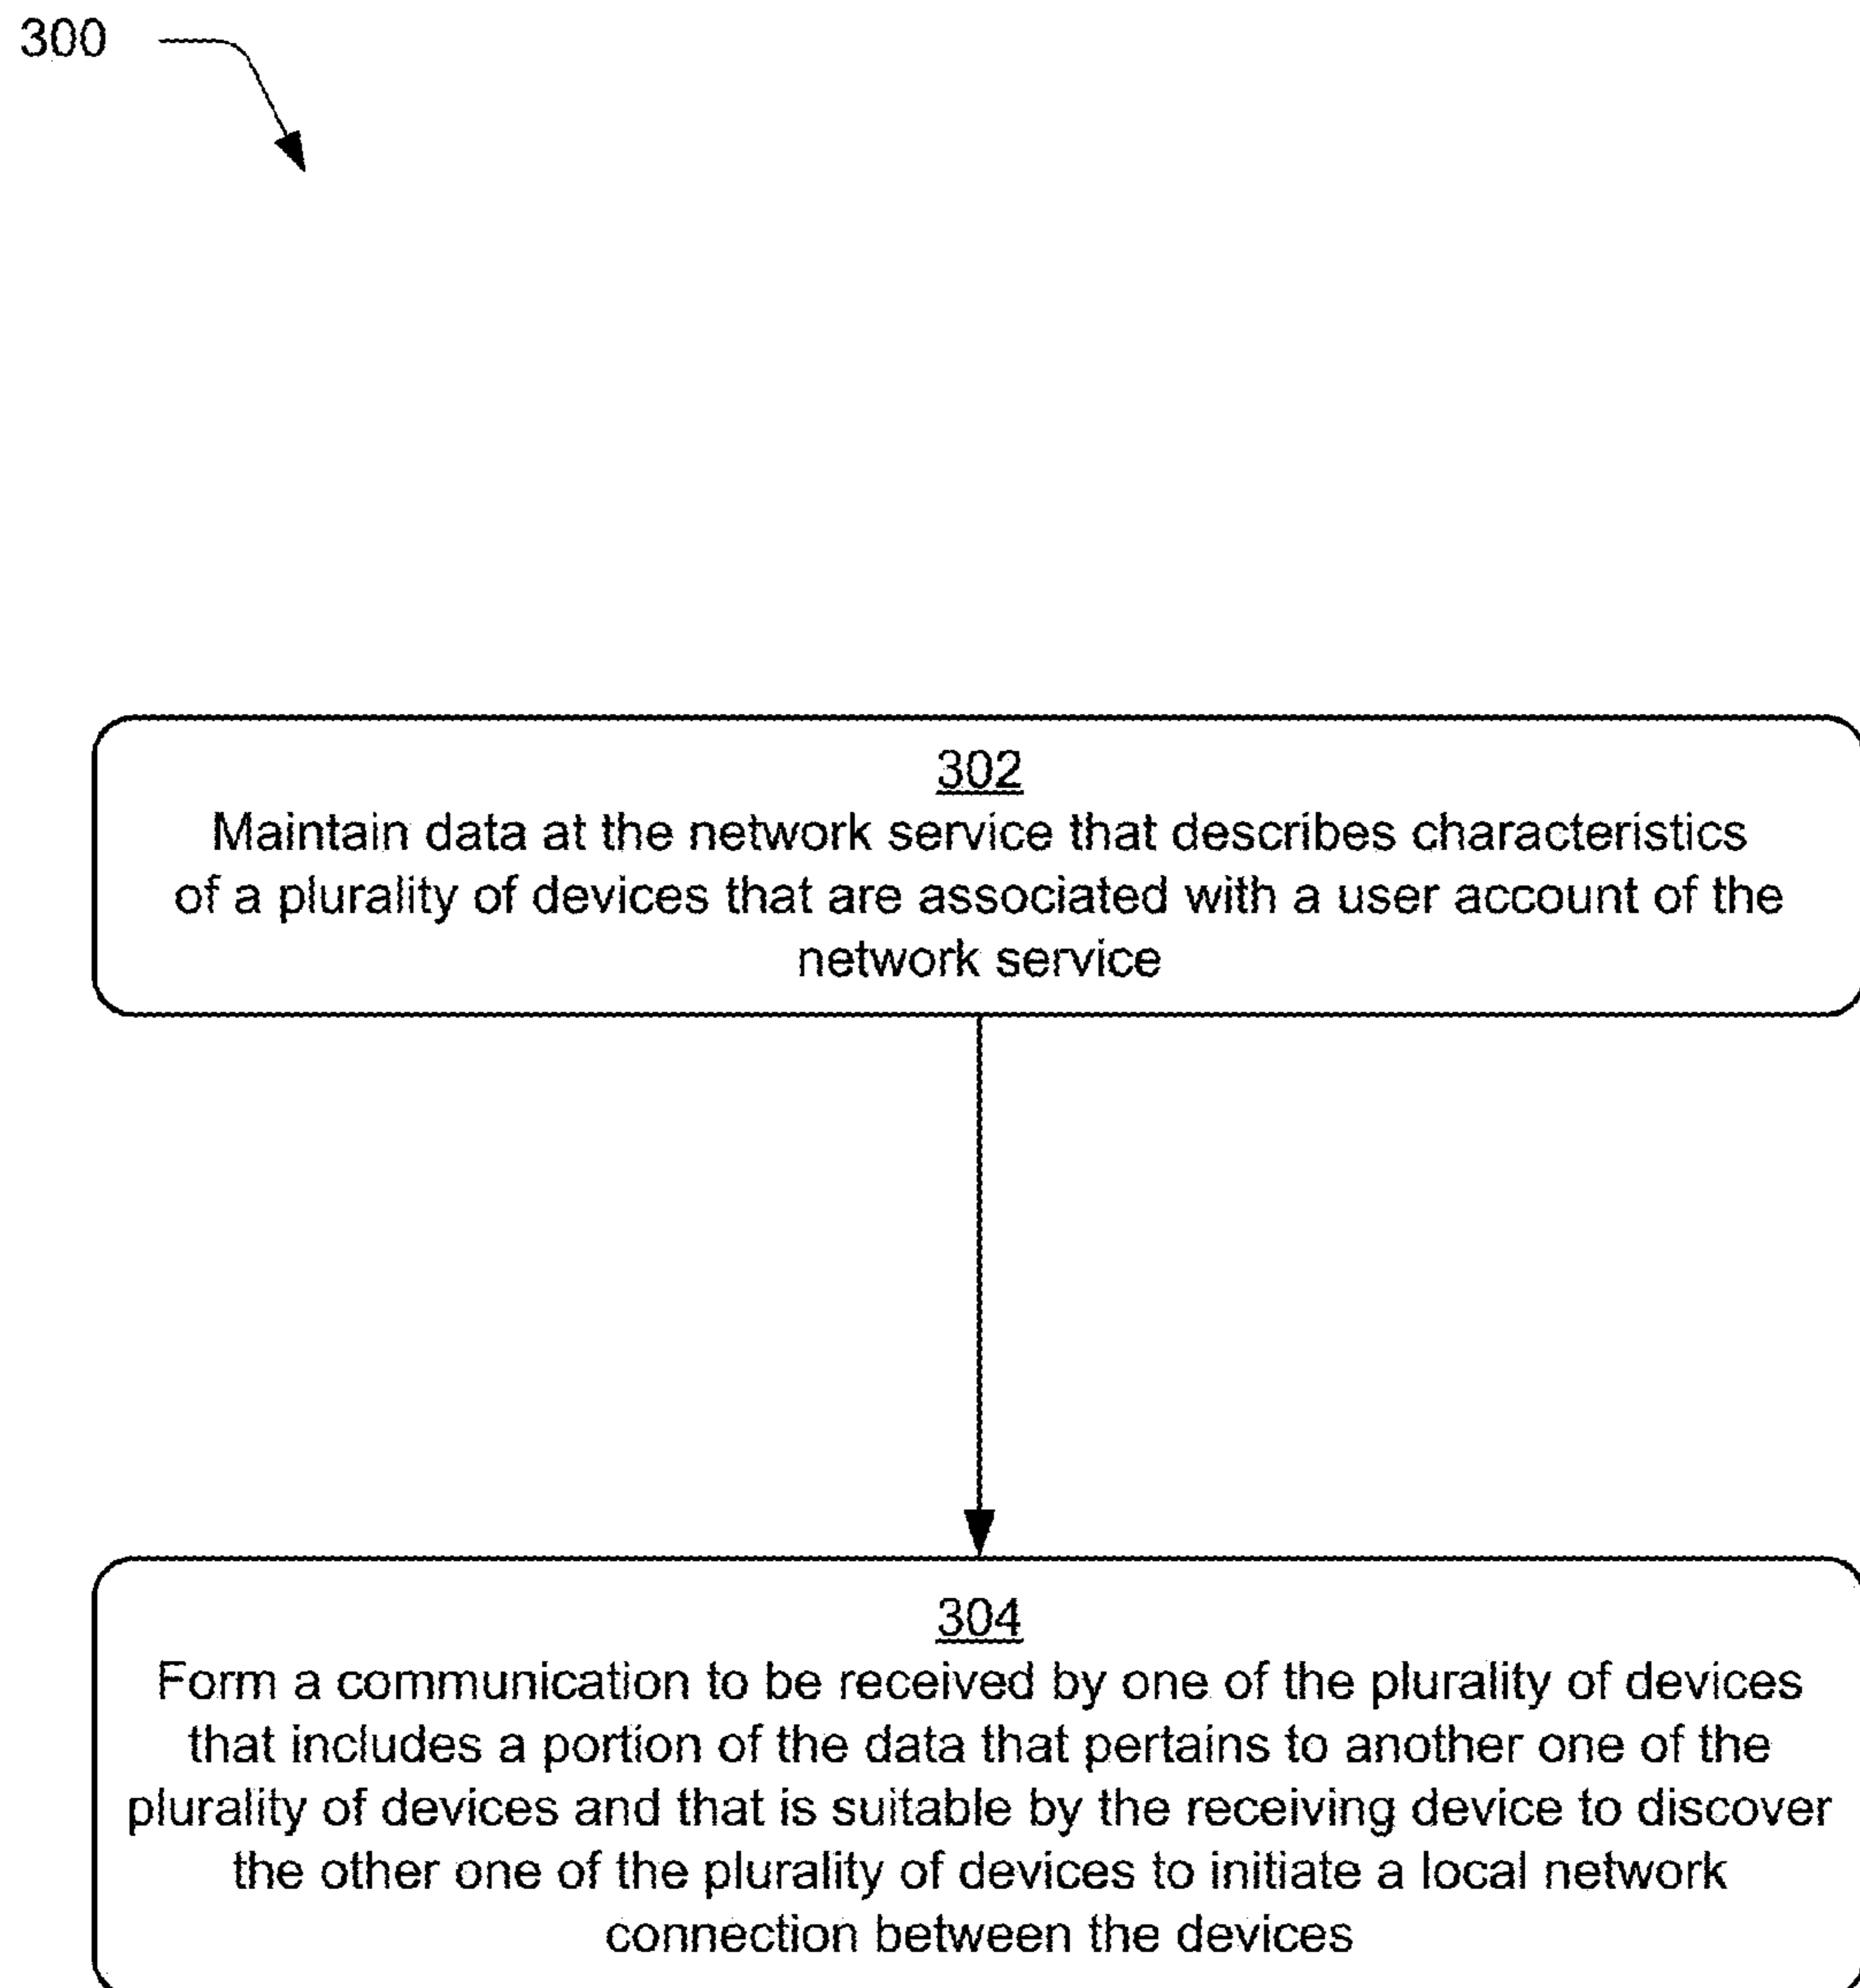 300
302
Maintain data at the network service that describes characteristics
of a plurality of devices that are associated with a user account of the
network service
304
Form a communication to be received by one of the plurality of devices
that includes a portion of the data that pertains to another one of the
plurality of devices and that is suitable by the receiving device to discover
the other one of the plurality of devices to initiate a local network
connection between the devices